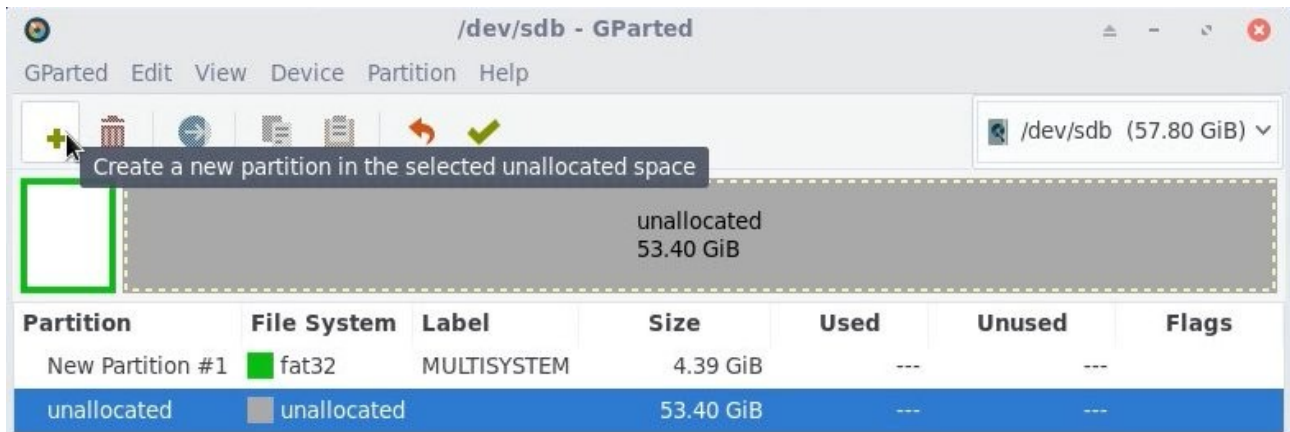 /dev/sdb - GParted
GParted Edit View Device Partition Help
/dev/sdb (57.80 GiB)
Create a new partition in the selected unallocated space
unallocated
53.40 GiB
Partition File System Label Size Used Unused Flags
New Partition #1 fat32 MULTISYSTEM 4.39 GiB --- ---
unallocated unallocated 53.40 GiB --- ---